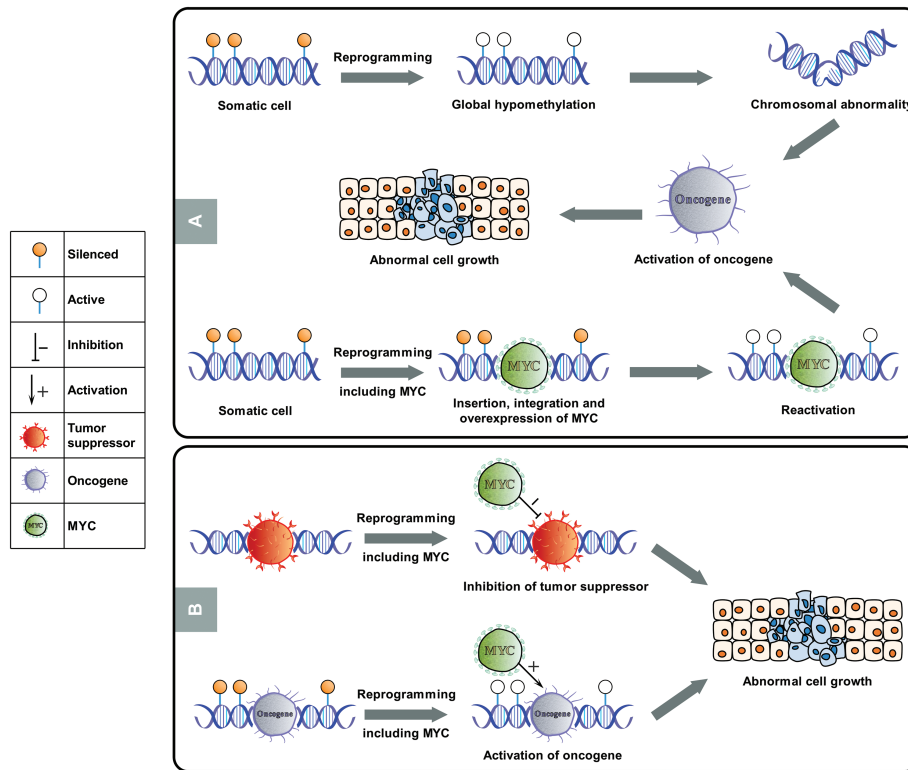 Silenced
Active
Inhibition
Activation
Tumor
suppressor
Oncogene
MYC
MYC
A
Somatic cell
Reprogramming
Global hypomethylation
Chromosomal abnormality
Abnormal cell growth
Oncogene
Activation of oncogene
Somatic cell
Reprogramming
including MYC
MYC
Insertion, integration and
overexpression of MYC
MYC
Reactivation
B
Reprogramming
including MYC
MYC
−
Inhibition of tumor suppressor
Oncogene
Reprogramming
including MYC
MYC
+
Oncogene
Activation of oncogene
Abnormal cell growth